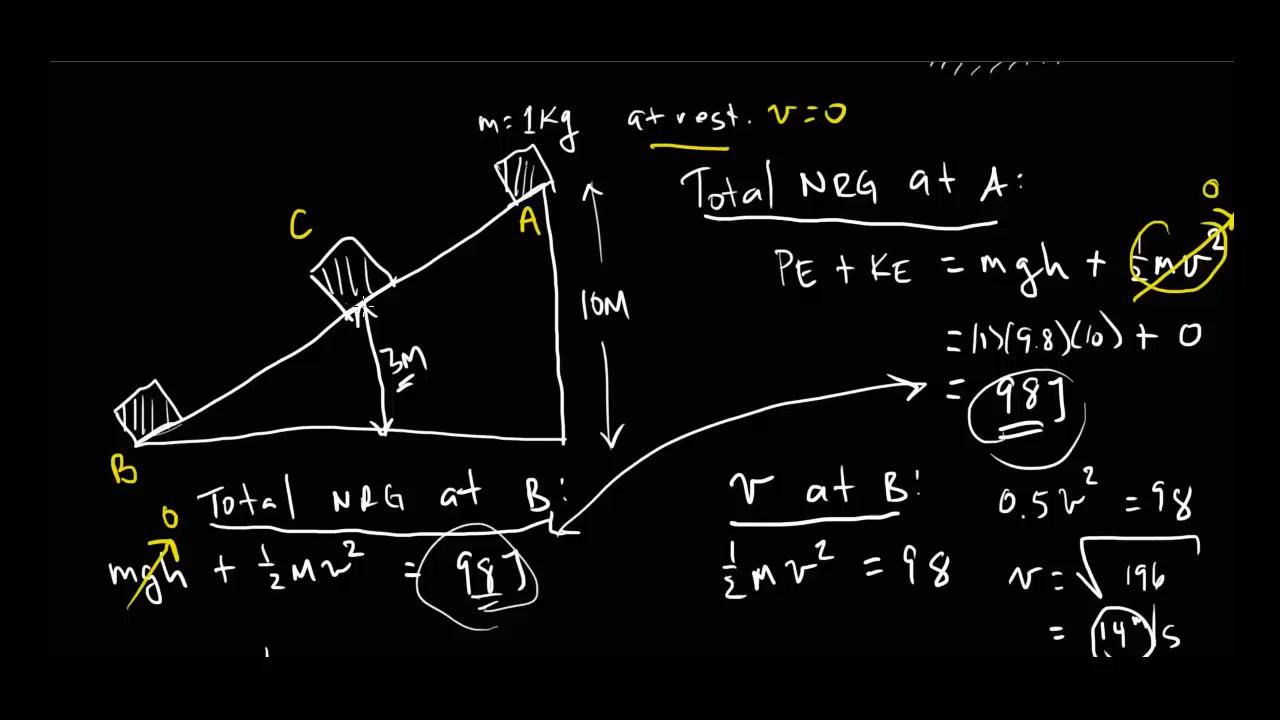 m = 1Kg at rest. v = 0
Total NRG at A:
0
PE + KE = mgh + ½mv²
= (1)(9.8)(10) + 0
= 98J
C
A
10M
3M
B
Total NRG at B:
0
mgh + ½mv² = 98J
v at B:
½mv² = 98
0.5v² = 98
v = √196
= 14 m/s